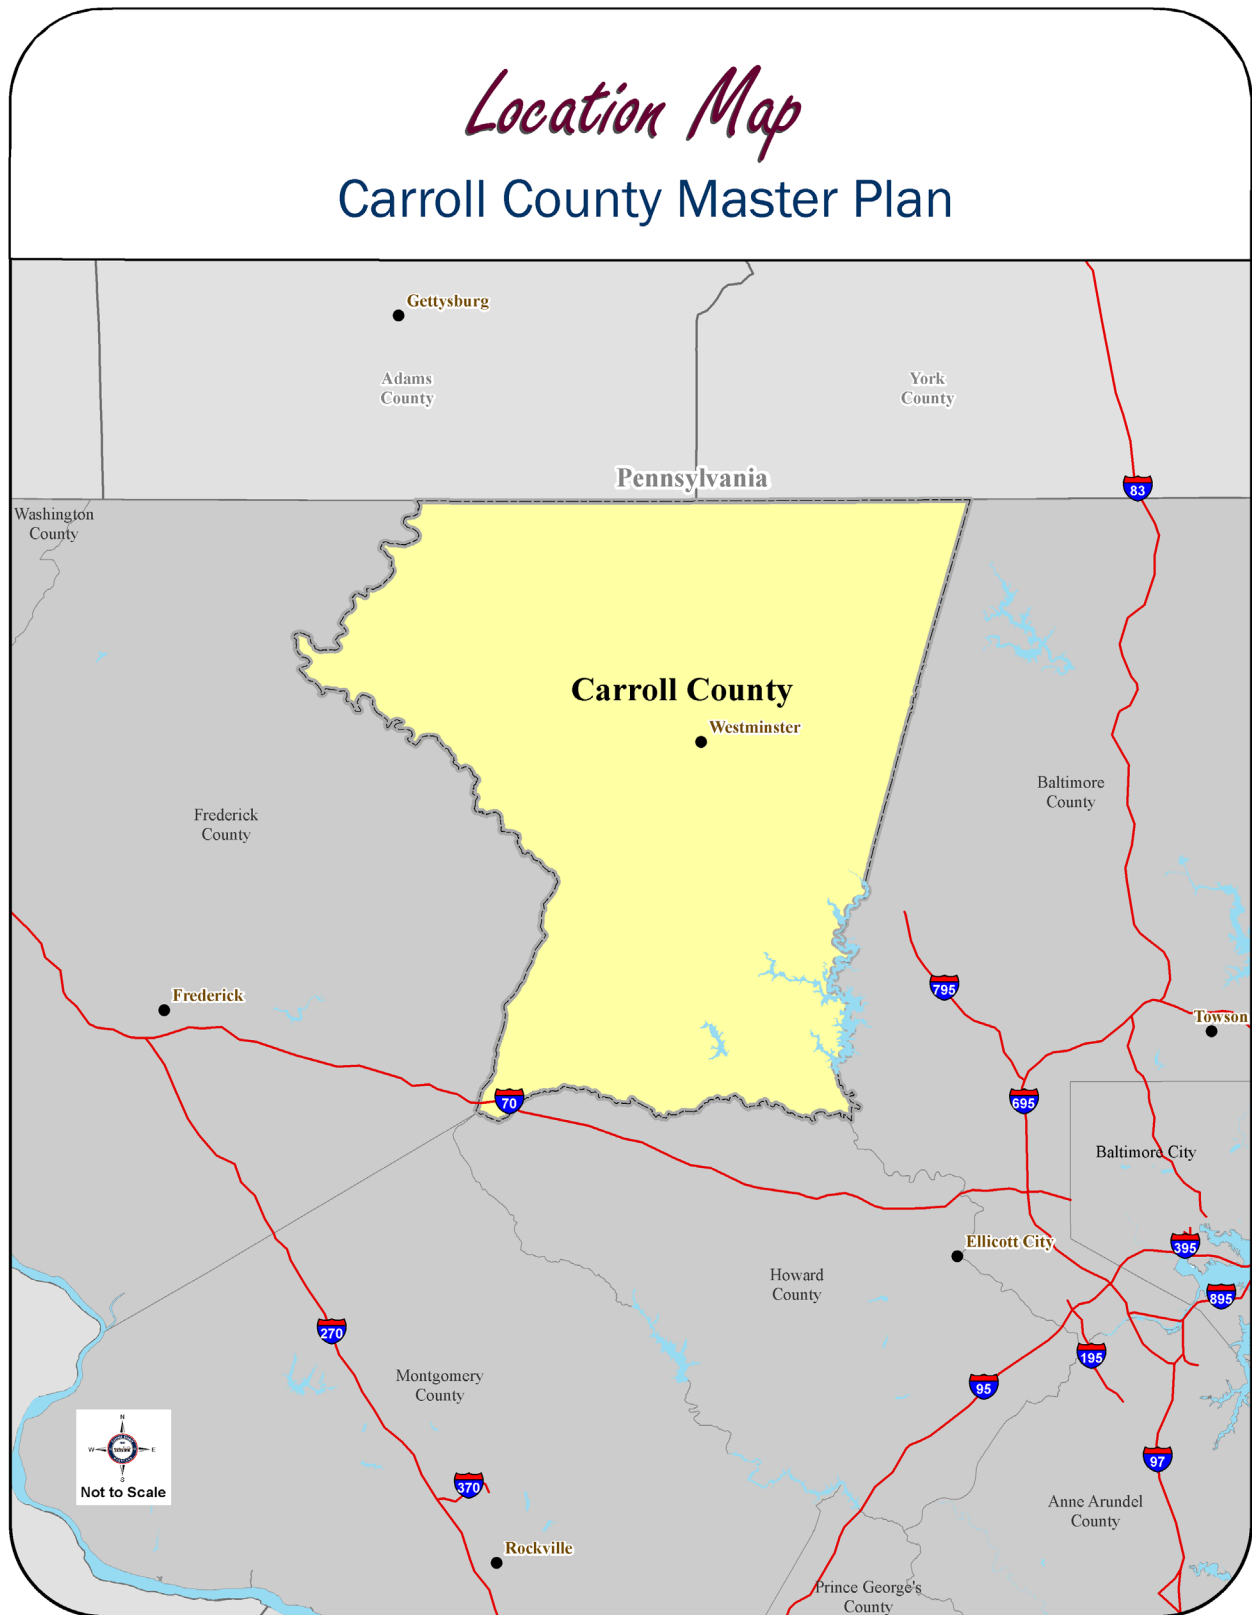 Location Map
Carroll County Master Plan
Gettysburg
Adams
County
York
County
Pennsylvania
83
Washington
County
Carroll County
Westminster
Baltimore
County
Frederick
County
795
Frederick
Towson
70
695
Baltimore City
Ellicott City
395
Howard
County
895
270
195
Montgomery
County
95
N
W
E
S
Not to Scale
97
370
Anne Arundel
County
Rockville
Prince George's
County